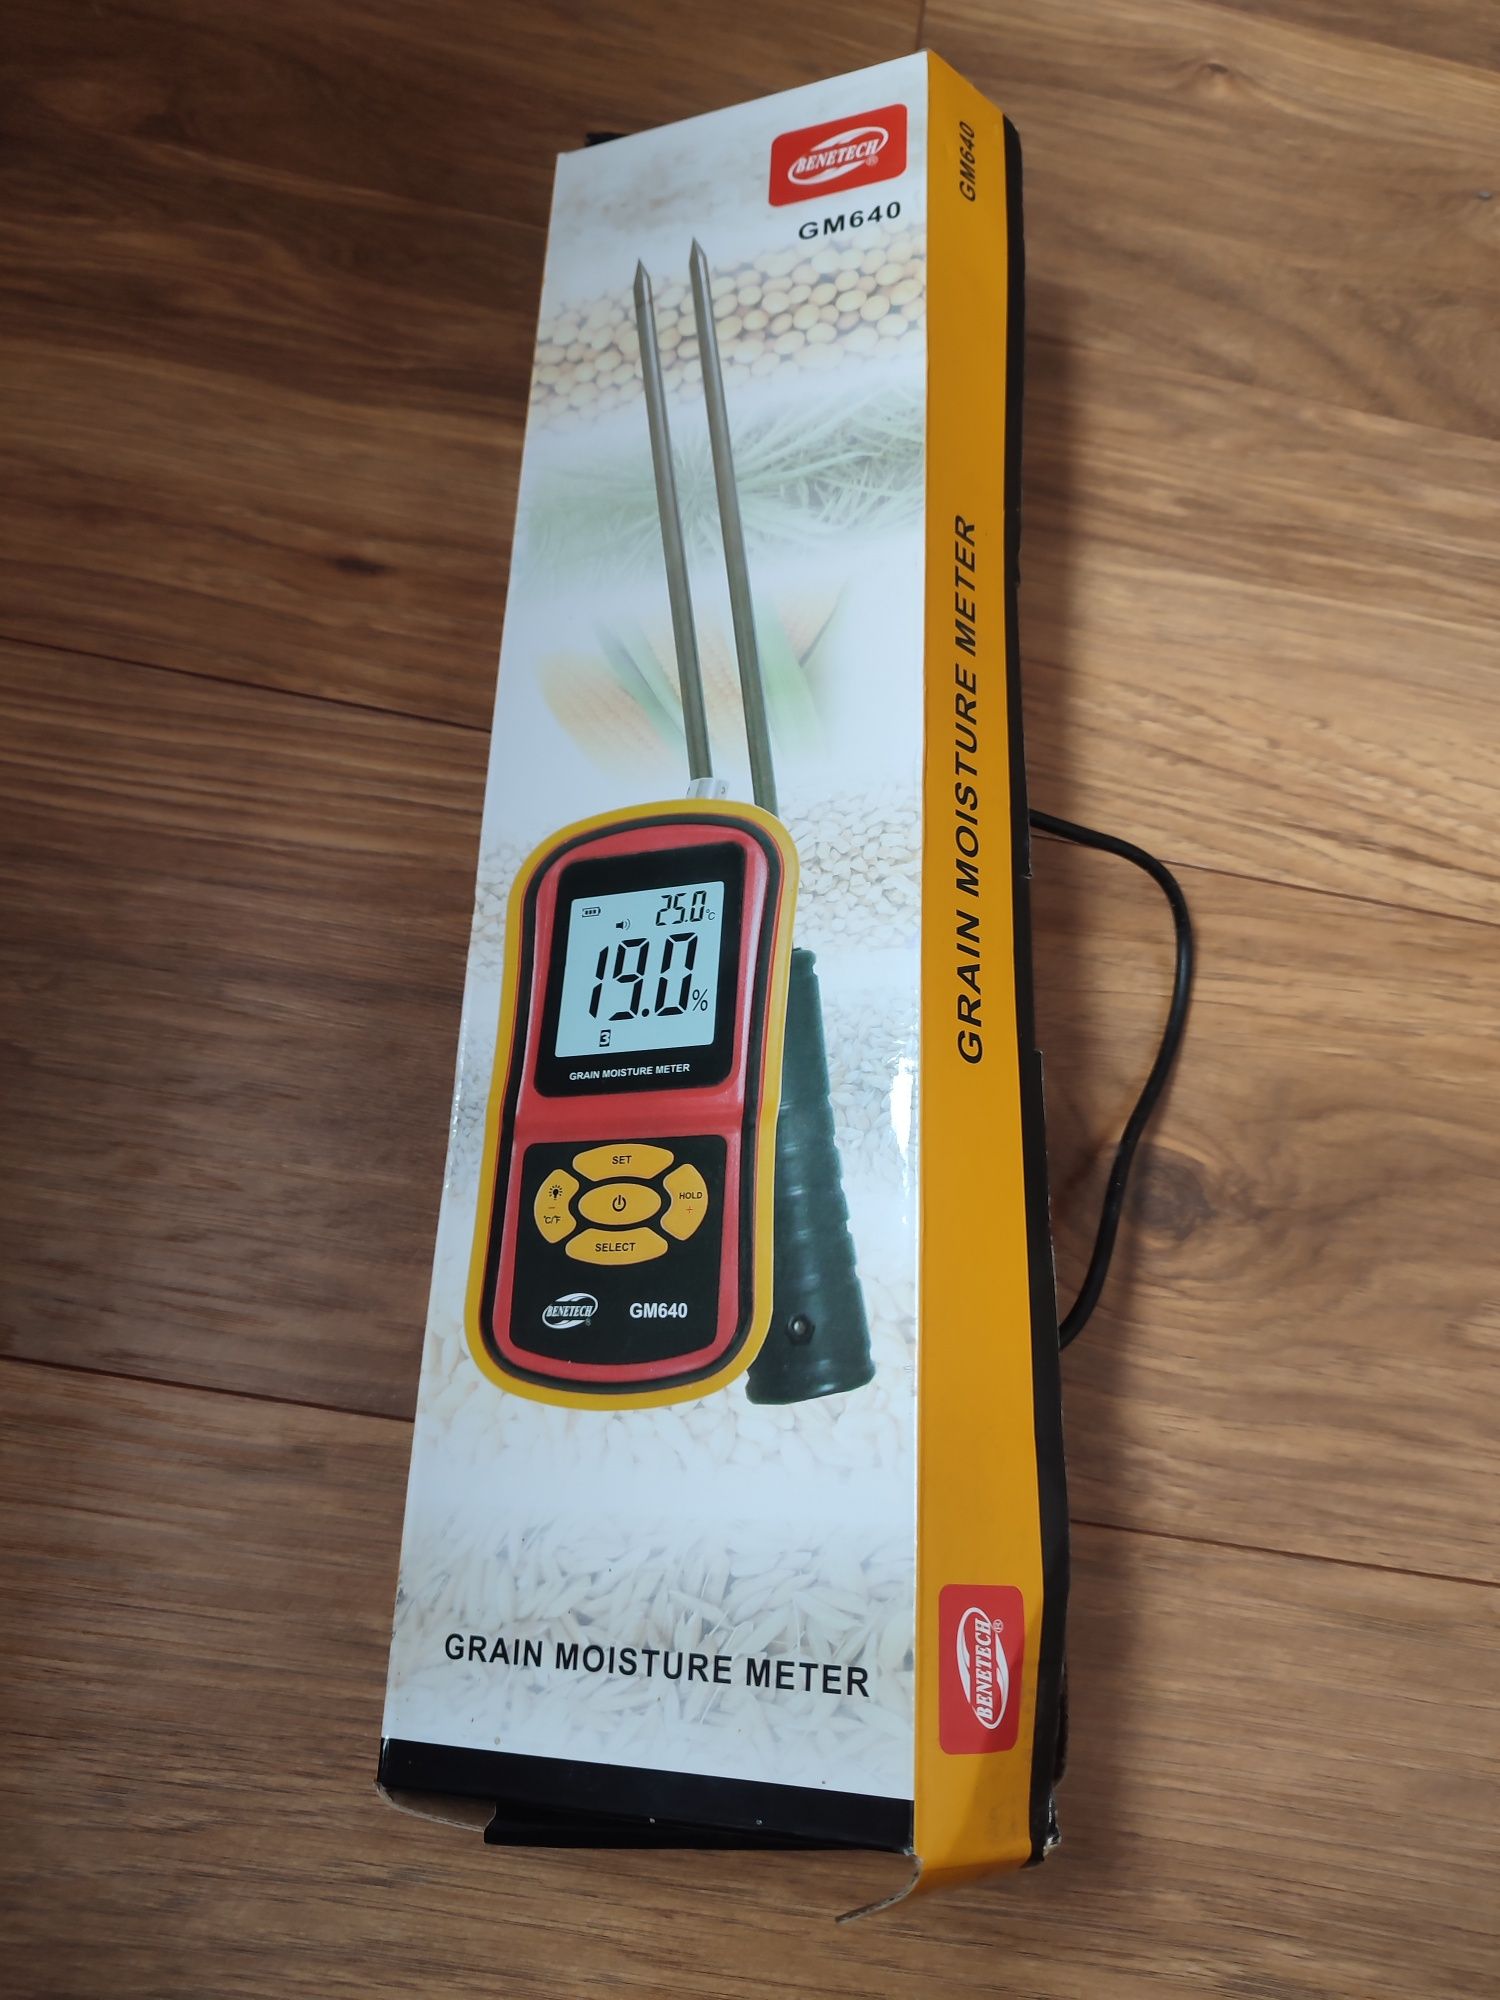 BENETECH®
GM640
25.0°C
19.0%
3
GRAIN MOISTURE METER
SET
- °C/°F
HOLD +
SELECT
BENETECH®
GM640
GRAIN MOISTURE METER
GM640
GRAIN MOISTURE METER
BENETECH®